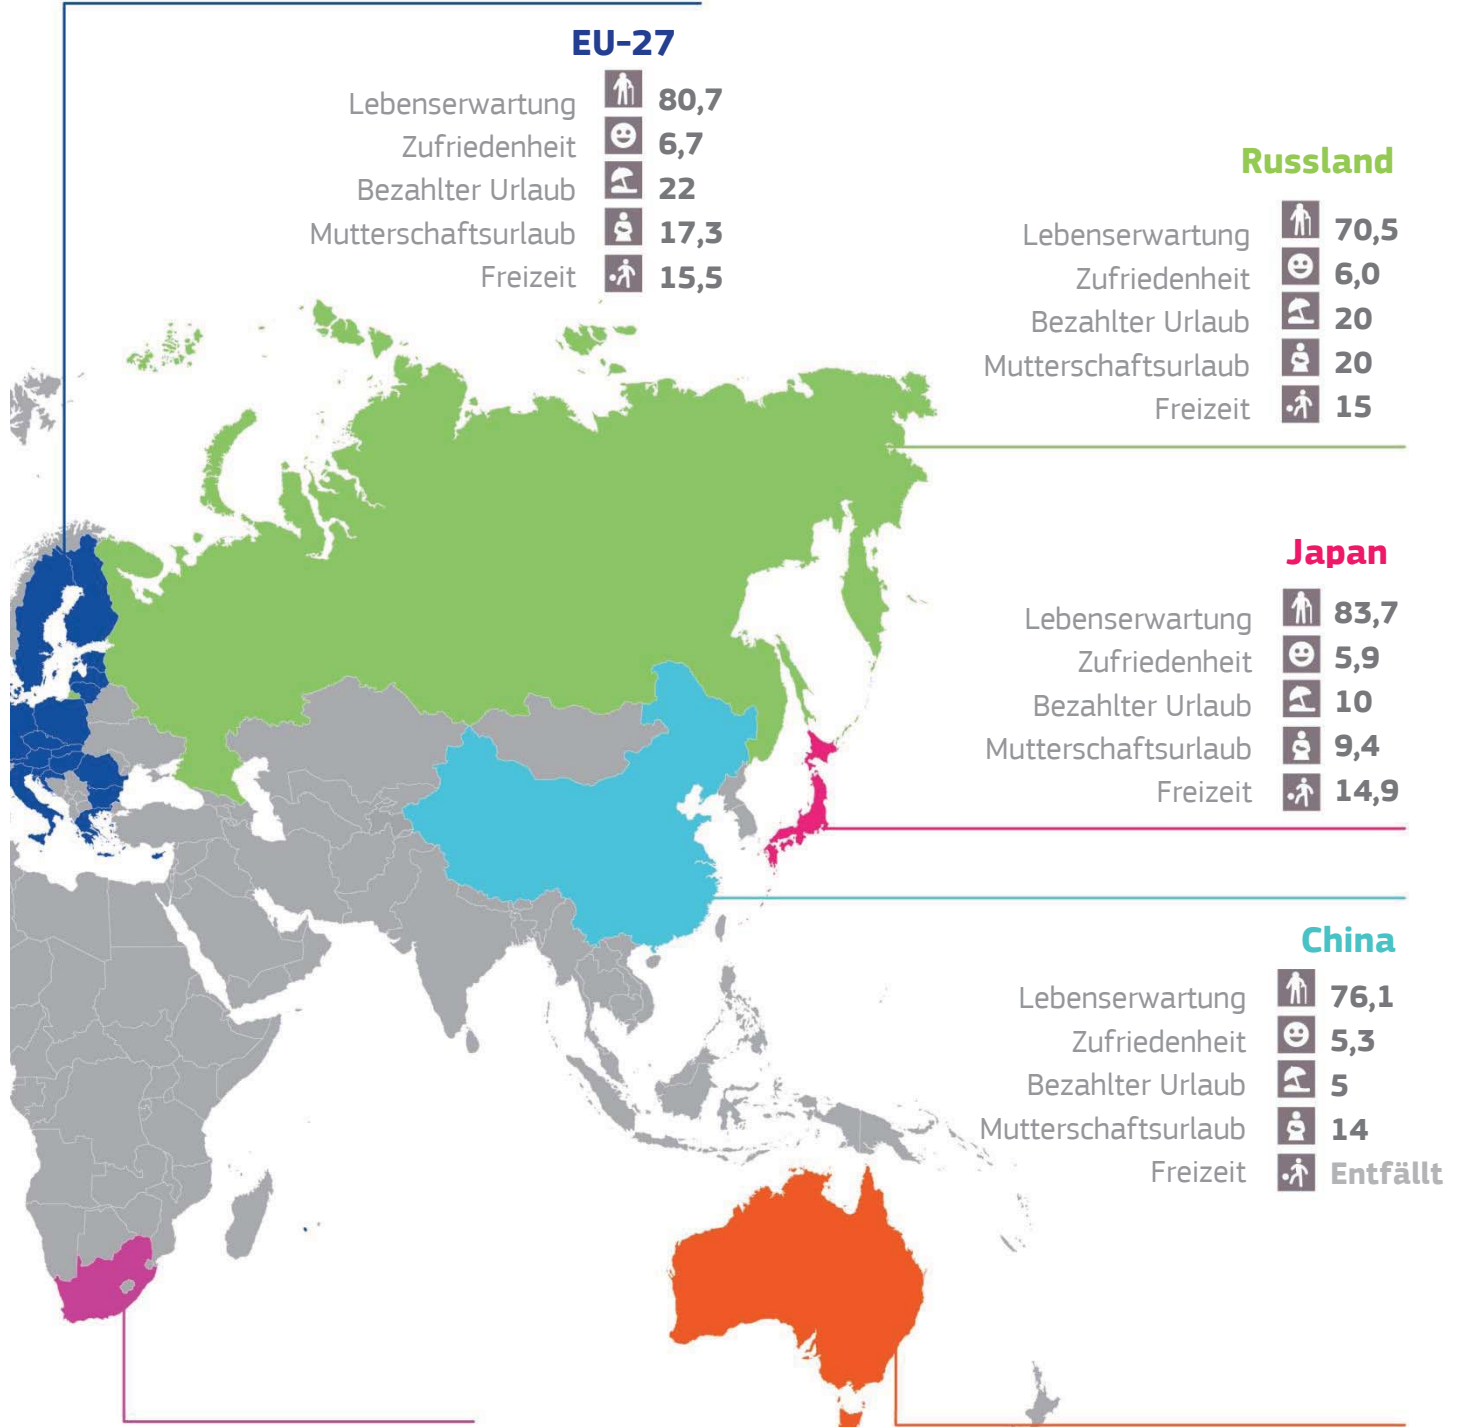 EU-27
Lebenserwartung 80,7
Zufriedenheit 6,7
Bezahlter Urlaub 22
Mutterschaftsurlaub 17,3
Freizeit 15,5
Russland
Lebenserwartung 70,5
Zufriedenheit 6,0
Bezahlter Urlaub 20
Mutterschaftsurlaub 20
Freizeit 15
Japan
Lebenserwartung 83,7
Zufriedenheit 5,9
Bezahlter Urlaub 10
Mutterschaftsurlaub 9,4
Freizeit 14,9
China
Lebenserwartung 76,1
Zufriedenheit 5,3
Bezahlter Urlaub 5
Mutterschaftsurlaub 14
Freizeit Entfällt